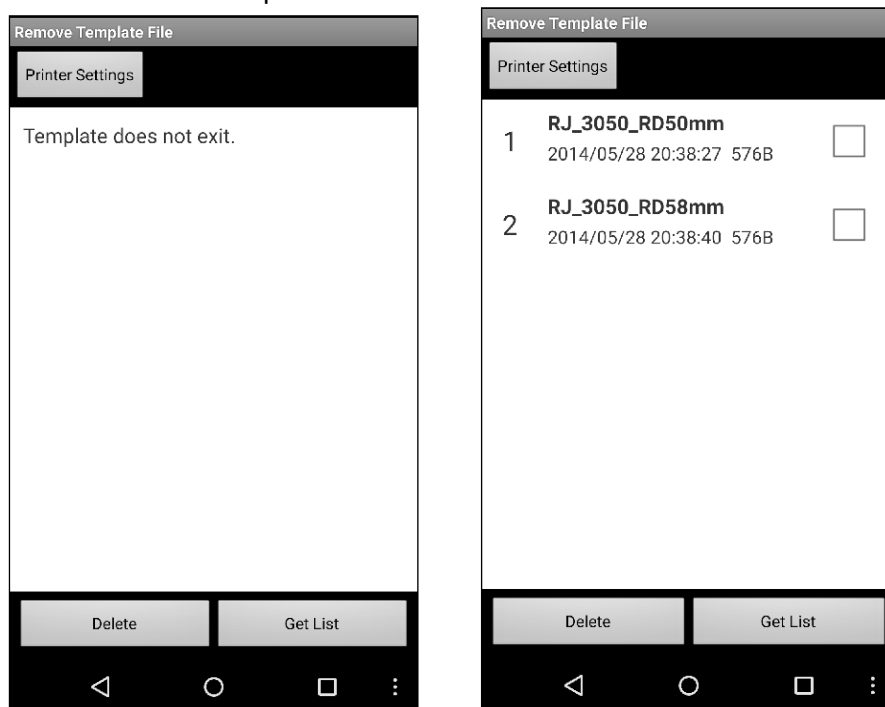 Remove Template File
Printer Settings
Template does not exit.
Delete
Get List
Remove Template File
Printer Settings
1
RJ_3050_RD50mm
2014/05/28 20:38:27 576B
2
RJ_3050_RD58mm
2014/05/28 20:38:40 576B
Delete
Get List